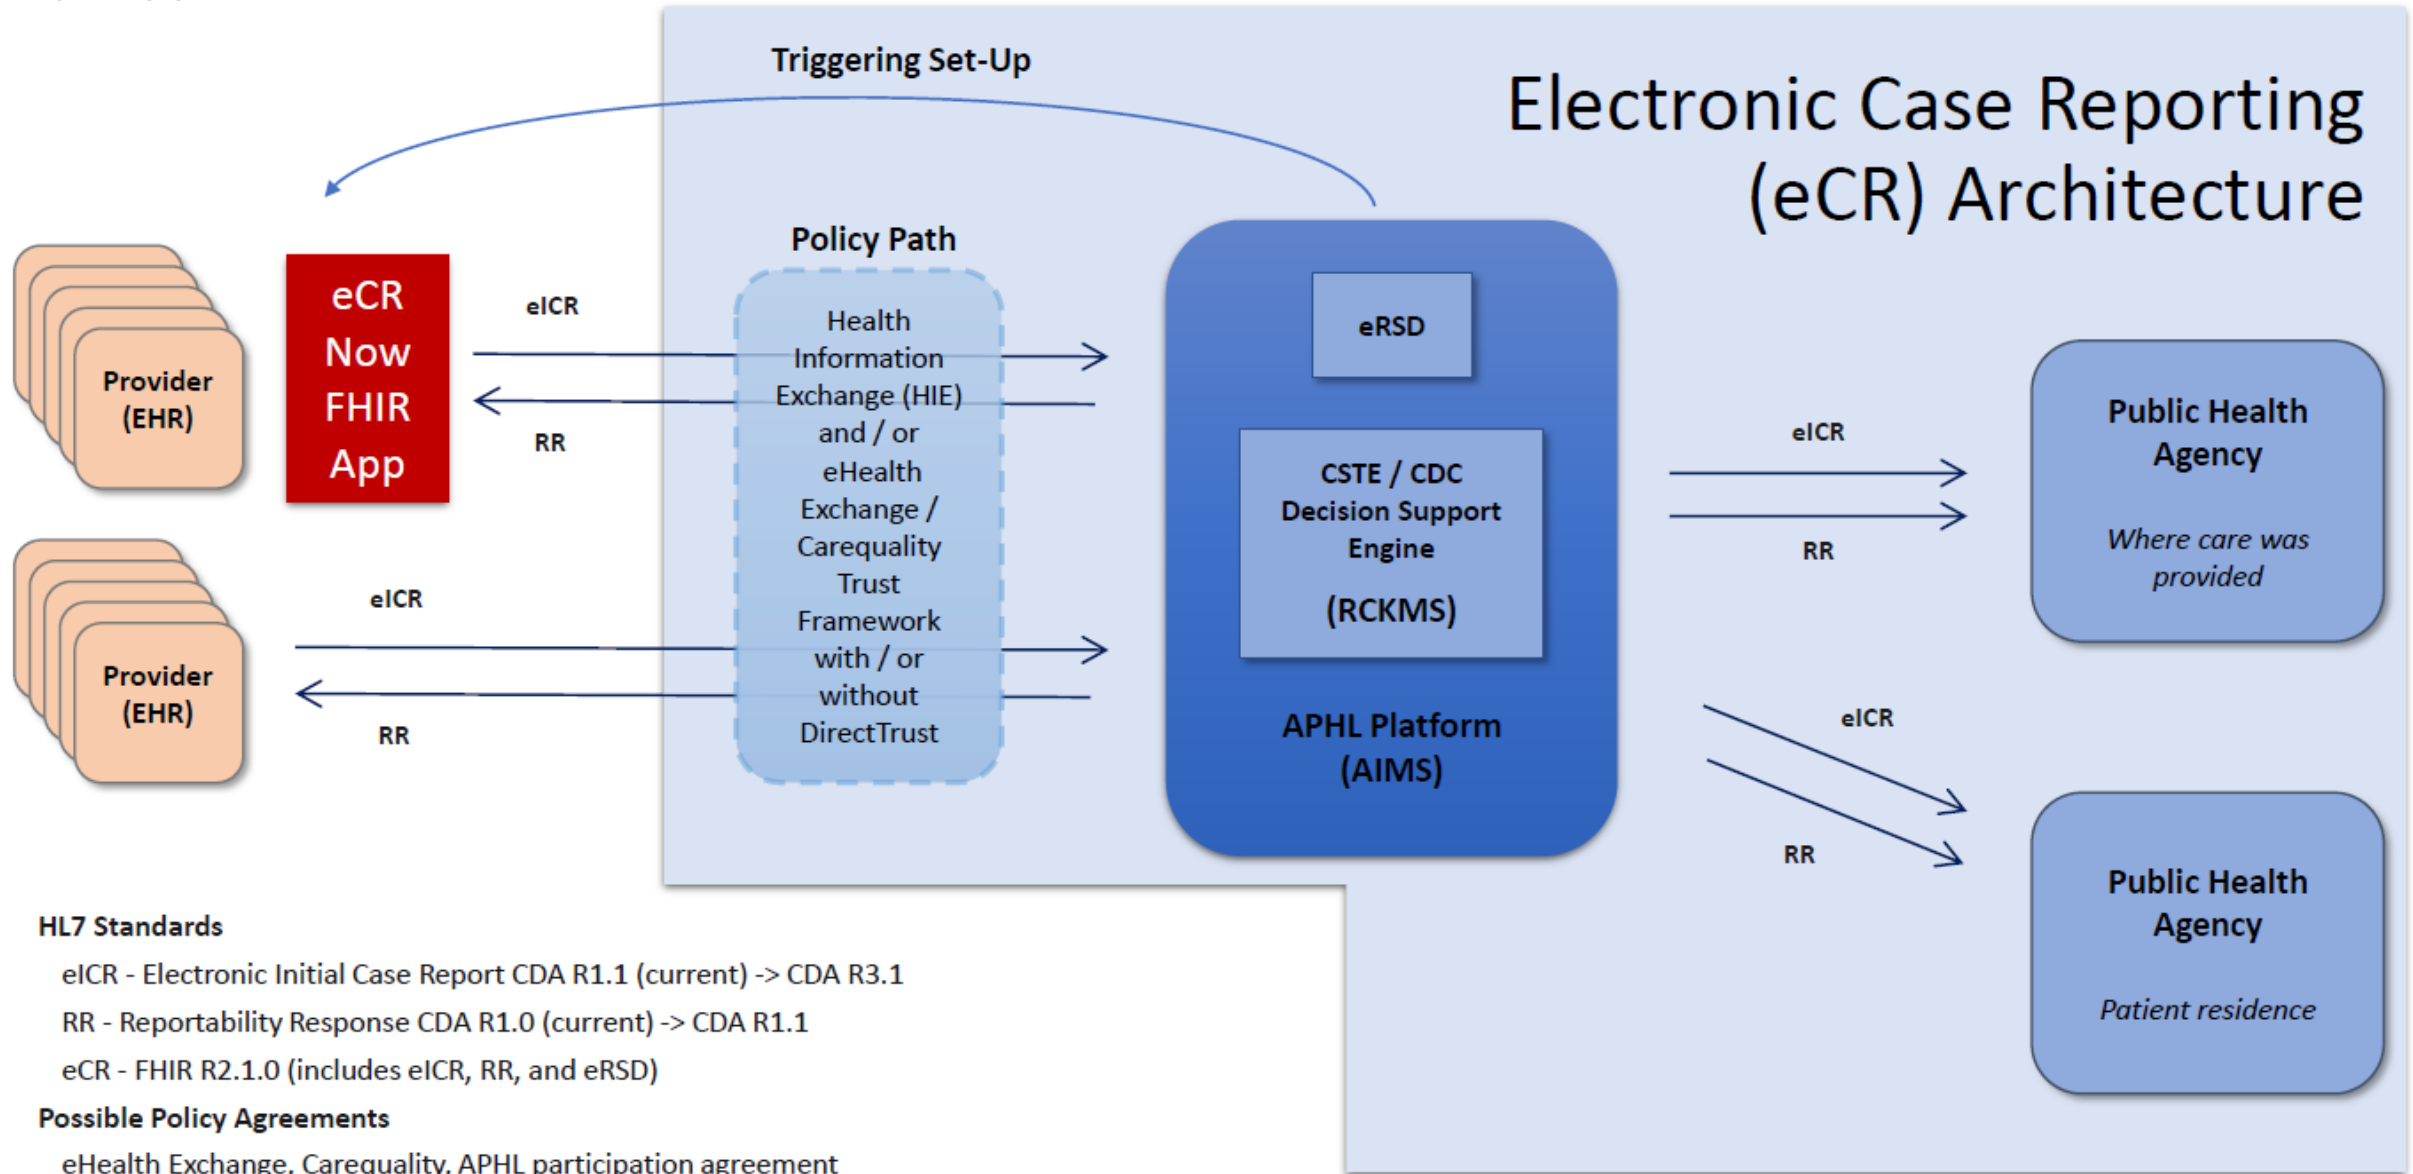 Triggering Set-Up
Electronic Case Reporting
(eCR) Architecture
Policy Path
Provider
(EHR)
eCR
Now
FHIR
App
eICR
RR
Health
Information
Exchange (HIE)
and / or
eHealth
Exchange /
Carequality
Trust
Framework
with / or
without
DirectTrust
eRSD
CSTE / CDC
Decision Support
Engine
(RCKMS)
APHL Platform
(AIMS)
eICR
RR
Public Health
Agency
Where care was
provided
Provider
(EHR)
eICR
RR
eICR
RR
Public Health
Agency
Patient residence
HL7 Standards
eICR - Electronic Initial Case Report CDA R1.1 (current) -> CDA R3.1
RR - Reportability Response CDA R1.0 (current) -> CDA R1.1
eCR - FHIR R2.1.0 (includes eICR, RR, and eRSD)
Possible Policy Agreements
eHealth Exchange, Carequality, APHL participation agreement